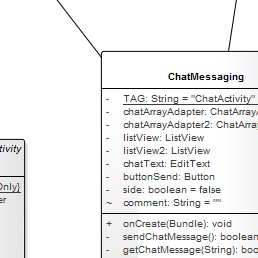 ChatMessaging
- TAG: String = "ChatActivity"
- chatArrayAdapter: ChatArrayA
- chatArrayAdapter2: ChatArray
- listView: ListView
- listView2: ListView
- chatText: EditText
- buttonSend: Button
- side: boolean = false
~ comment: String = ""
+ onCreate(Bundle): void
- sendChatMessage(): boolean
- getChatMessage(String): boo
tivity
Only}
er